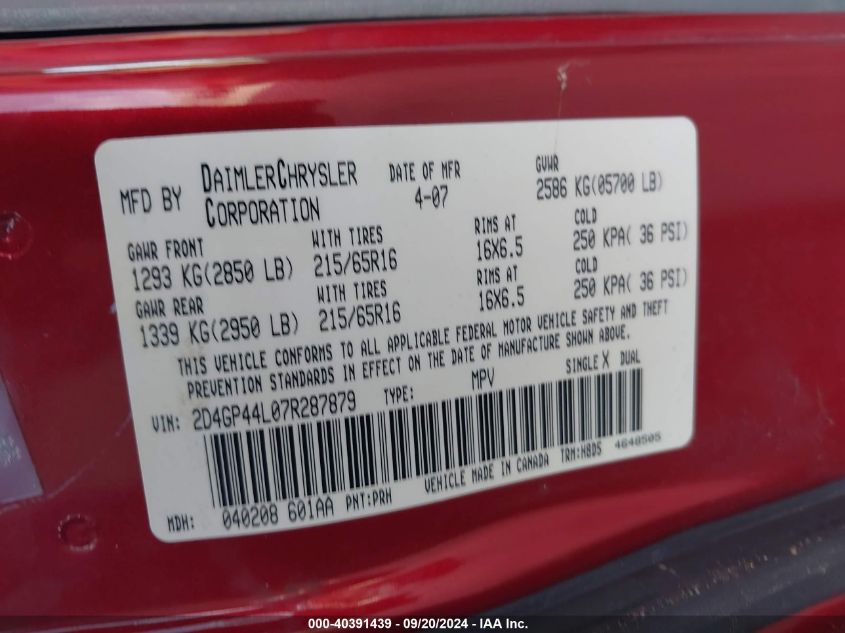 MFD BY DAIMLERCHRYSLER CORPORATION
DATE OF MFR 4-07
GVWR 2586 KG(05700 LB)
GAWR FRONT WITH TIRES RIMS AT COLD
1293 KG(2850 LB) 215/65R16 16X6.5 250 KPA( 36 PSI)
GAWR REAR WITH TIRES RIMS AT COLD
1339 KG(2950 LB) 215/65R16 16X6.5 250 KPA( 36 PSI)
THIS VEHICLE CONFORMS TO ALL APPLICABLE FEDERAL MOTOR VEHICLE SAFETY AND THEFT
PREVENTION STANDARDS IN EFFECT ON THE DATE OF MANUFACTURE SHOWN ABOVE.
VIN: 2D4GP44L07R287879 TYPE: MPV SINGLE X DUAL
MDH: 040208 601AA PNT:PRH VEHICLE MADE IN CANADA TRM:H8D5 4648505
000-40391439 - 09/20/2024 - IAA Inc.